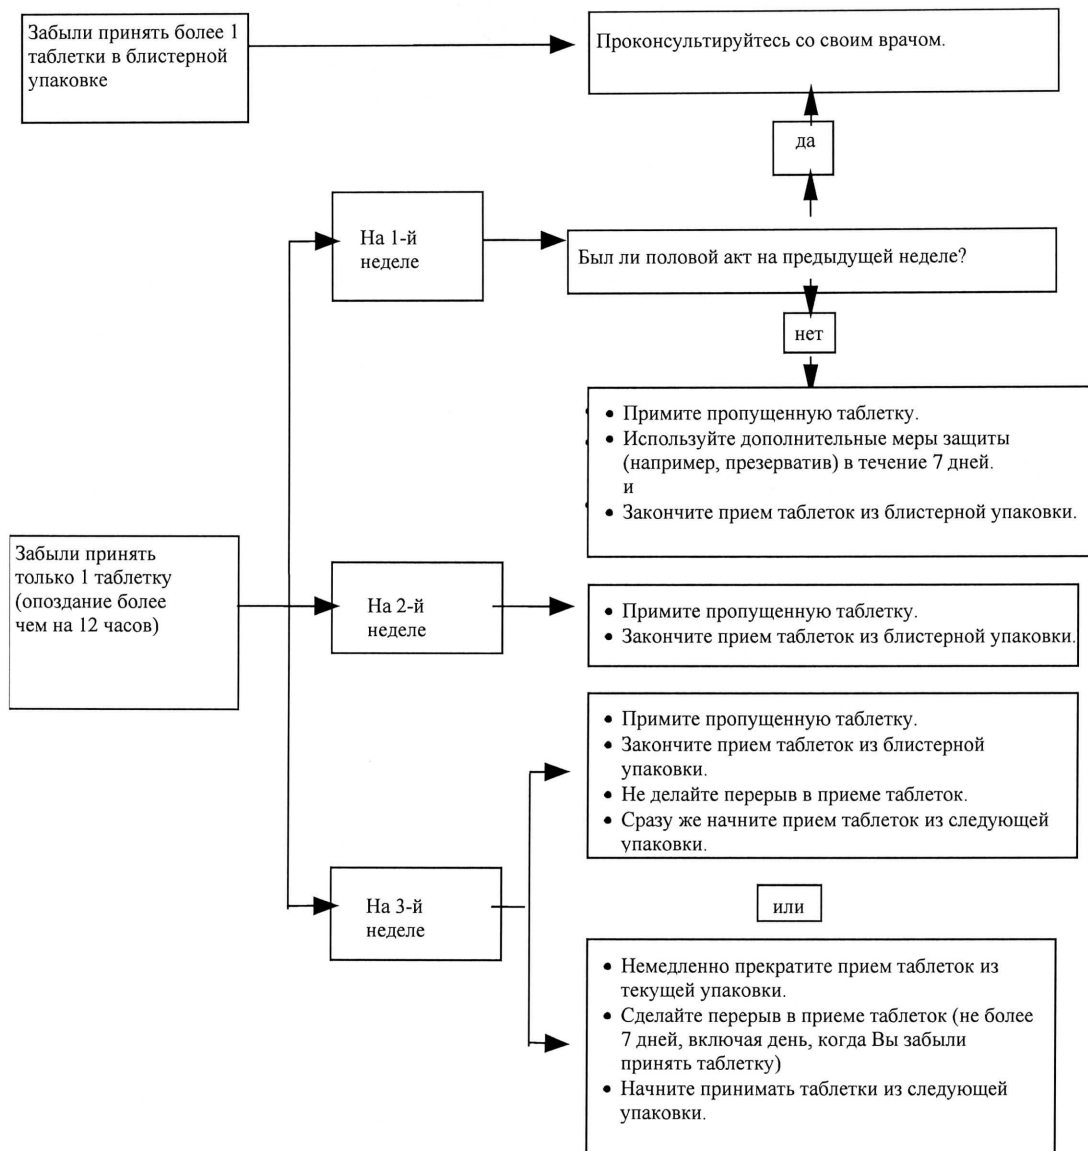 Забыли принять более 1
таблетки в блистерной
упаковке
Проконсультируйтесь со своим врачом.
да
На 1-й
неделе
Был ли половой акт на предыдущей неделе?
нет
• Примите пропущенную таблетку.
• Используйте дополнительные меры защиты
(например, презерватив) в течение 7 дней.
и
• Закончите прием таблеток из блистерной упаковки.
Забыли принять
только 1 таблетку
(опоздание более
чем на 12 часов)
На 2-й
неделе
• Примите пропущенную таблетку.
• Закончите прием таблеток из блистерной упаковки.
• Примите пропущенную таблетку.
• Закончите прием таблеток из блистерной
упаковки.
• Не делайте перерыв в приеме таблеток.
• Сразу же начните прием таблеток из следующей
упаковки.
На 3-й
неделе
или
• Немедленно прекратите прием таблеток из
текущей упаковки.
• Сделайте перерыв в приеме таблеток (не более
7 дней, включая день, когда Вы забыли
принять таблетку)
• Начните принимать таблетки из следующей
упаковки.